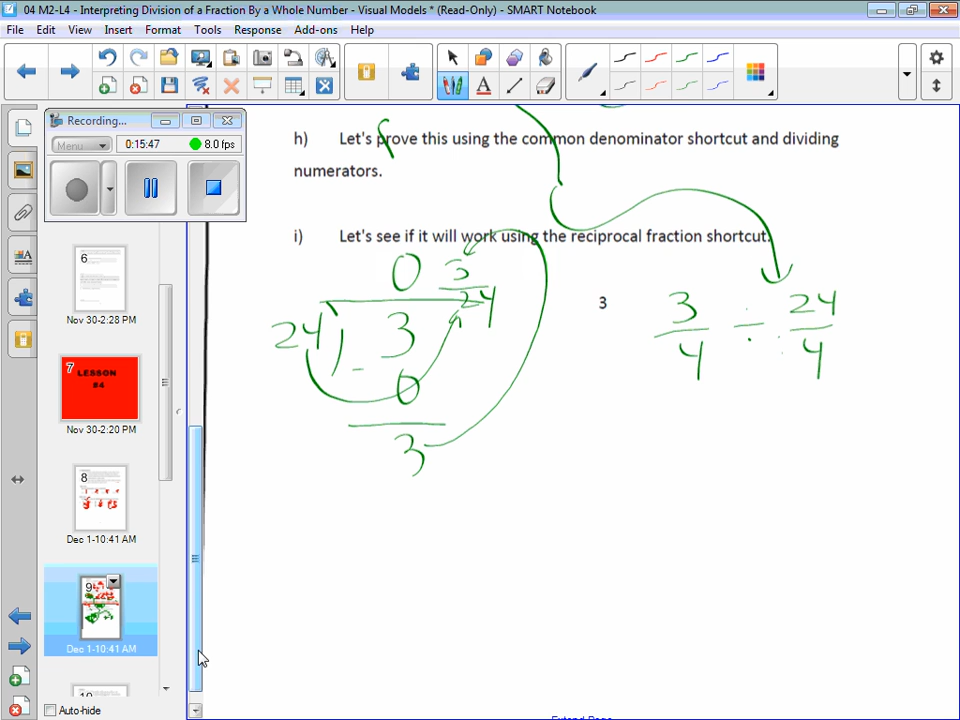 04 M2-L4 - Interpreting Division of a Fraction By a Whole Number - Visual Models * (Read-Only) - SMART Notebook
File Edit View Insert Format Tools Response Add-ons Help
Recording...
Menu 0:15:47 8.0 fps
h) Let's prove this using the common denominator shortcut and dividing
numerators.
i) Let's see if it will work using the reciprocal fraction shortcut.
0 3/24
24) 3
- 0
3
3
3/4 ÷ 24/4
6
Nov 30-2:28 PM
7 LESSON
#4
Nov 30-2:20 PM
8
Dec 1-10:41 AM
9
Dec 1-10:41 AM
10
Auto-hide
Extend Page